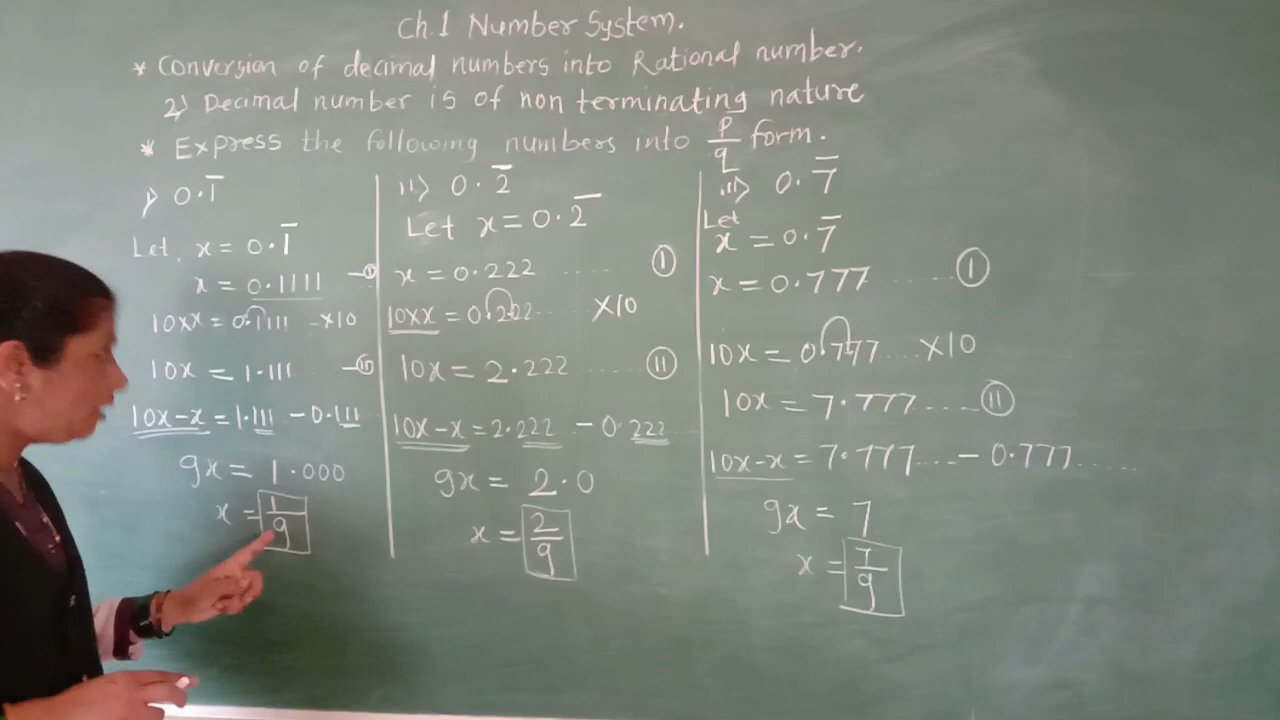 Ch.1 Number System.
* Conversion of decimal numbers into Rational number.
2) Decimal number is of non terminating nature
* Express the following numbers into p/q form.
i) 0.1̅
Let, x = 0.1̅
x = 0.1111 —Ⓘ
10xx = 0.1111 -x10
10x = 1.111 —Ⓘⓘ
10x-x = 1.111 - 0.111
9x = 1.000
x = 1/9
ii) 0.2̅
Let x = 0.2̅
x = 0.222 ....... Ⓘ
10xx = 0.222... X10
10x = 2.222 ...... Ⓘⓘ
10x-x = 2.222 - 0.222
9x = 2.0
x = 2/9
iii) 0.7̅
Let
x = 0.7̅
x = 0.777 ....... Ⓘ
10x = 0.777.... X10
10x = 7.777.... Ⓘⓘ
10x-x = 7.777.... - 0.777......
9x = 7
x = 7/9